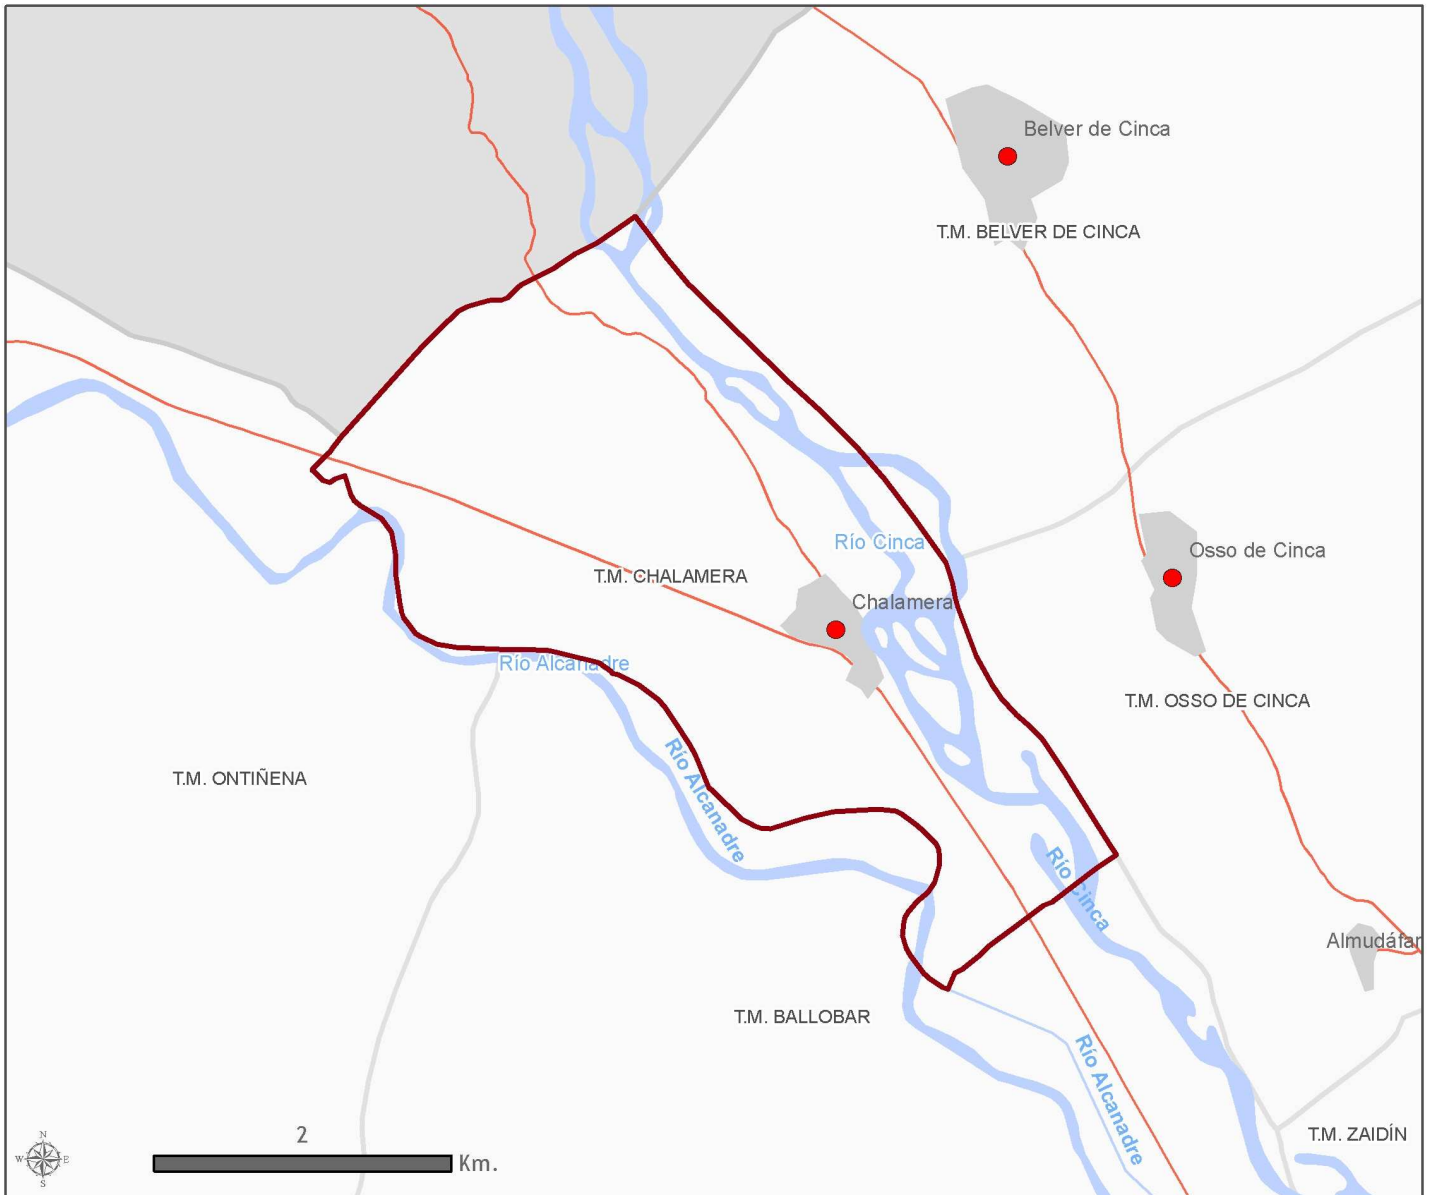 Belver de Cinca
T.M. BELVER DE CINCA
Río Cinca
Osso de Cinca
T.M. CHALAMERA
Chalamera
Río Alcanadre
T.M. OSSO DE CINCA
Río Alcanadre
T.M. ONTIÑENA
Río Cinca
Almudáfar
T.M. BALLOBAR
Río Alcanadre
T.M. ZAIDÍN
N
W
E
S
2
Km.